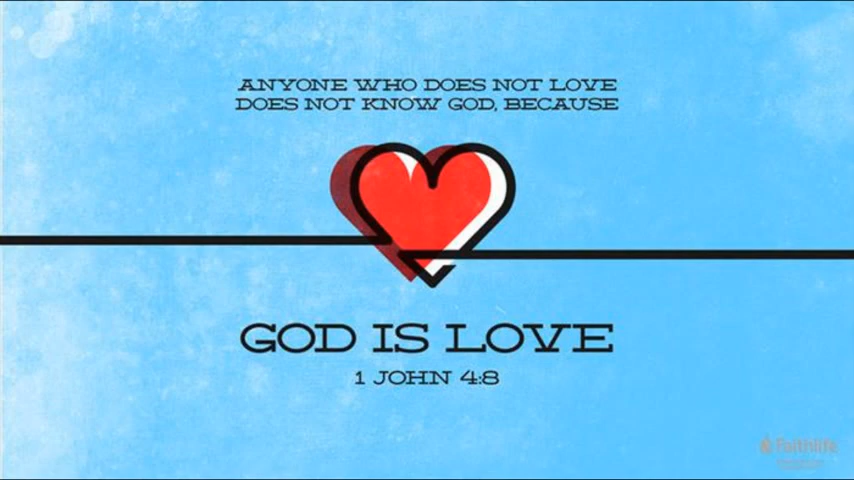 ANYONE WHO DOES NOT LOVE
DOES NOT KNOW GOD, BECAUSE
GOD IS LOVE
1 JOHN 4:8
Faithlife